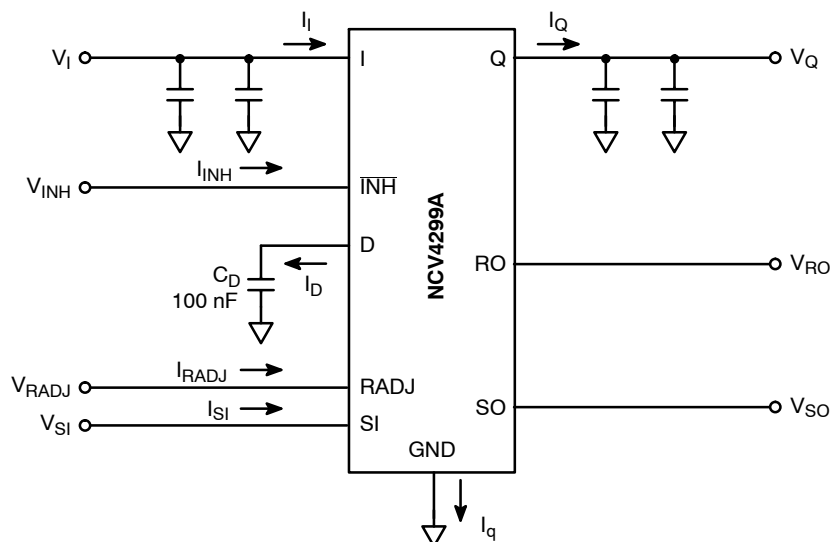 I_I
I_Q
V_I
I
Q
V_Q
I_INH
V_INH
INH
NCV4299A
D
C_D
100 nF
I_D
RO
V_RO
I_RADJ
V_RADJ
RADJ
I_SI
V_SI
SI
SO
V_SO
GND
I_q